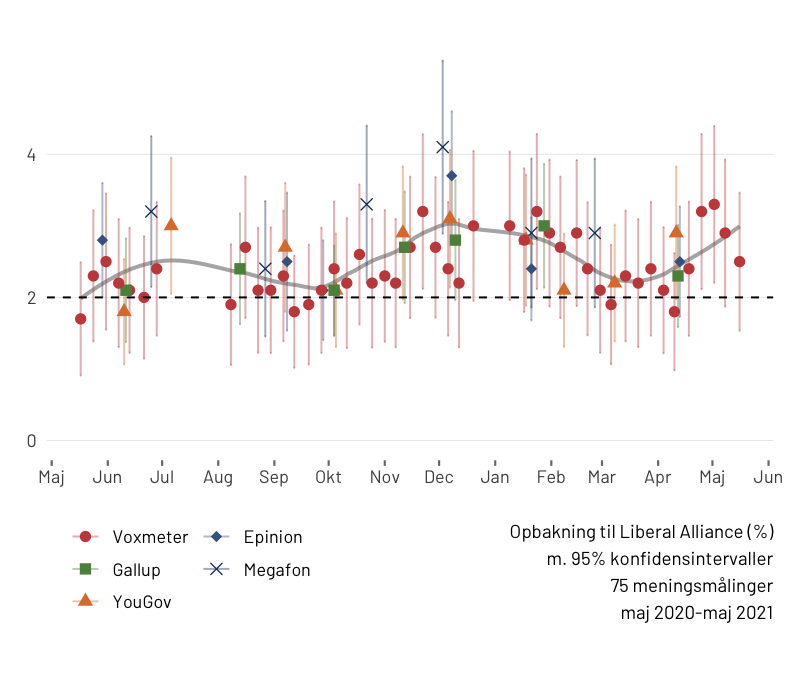 4
2
0
Maj Jun Jul Aug Sep Okt Nov Dec Jan Feb Mar Apr Maj Jun
Voxmeter Epinion
Gallup Megafon
YouGov
Opbakning til Liberal Alliance (%)
m. 95% konfidensintervaller
75 meningsmålinger
maj 2020-maj 2021